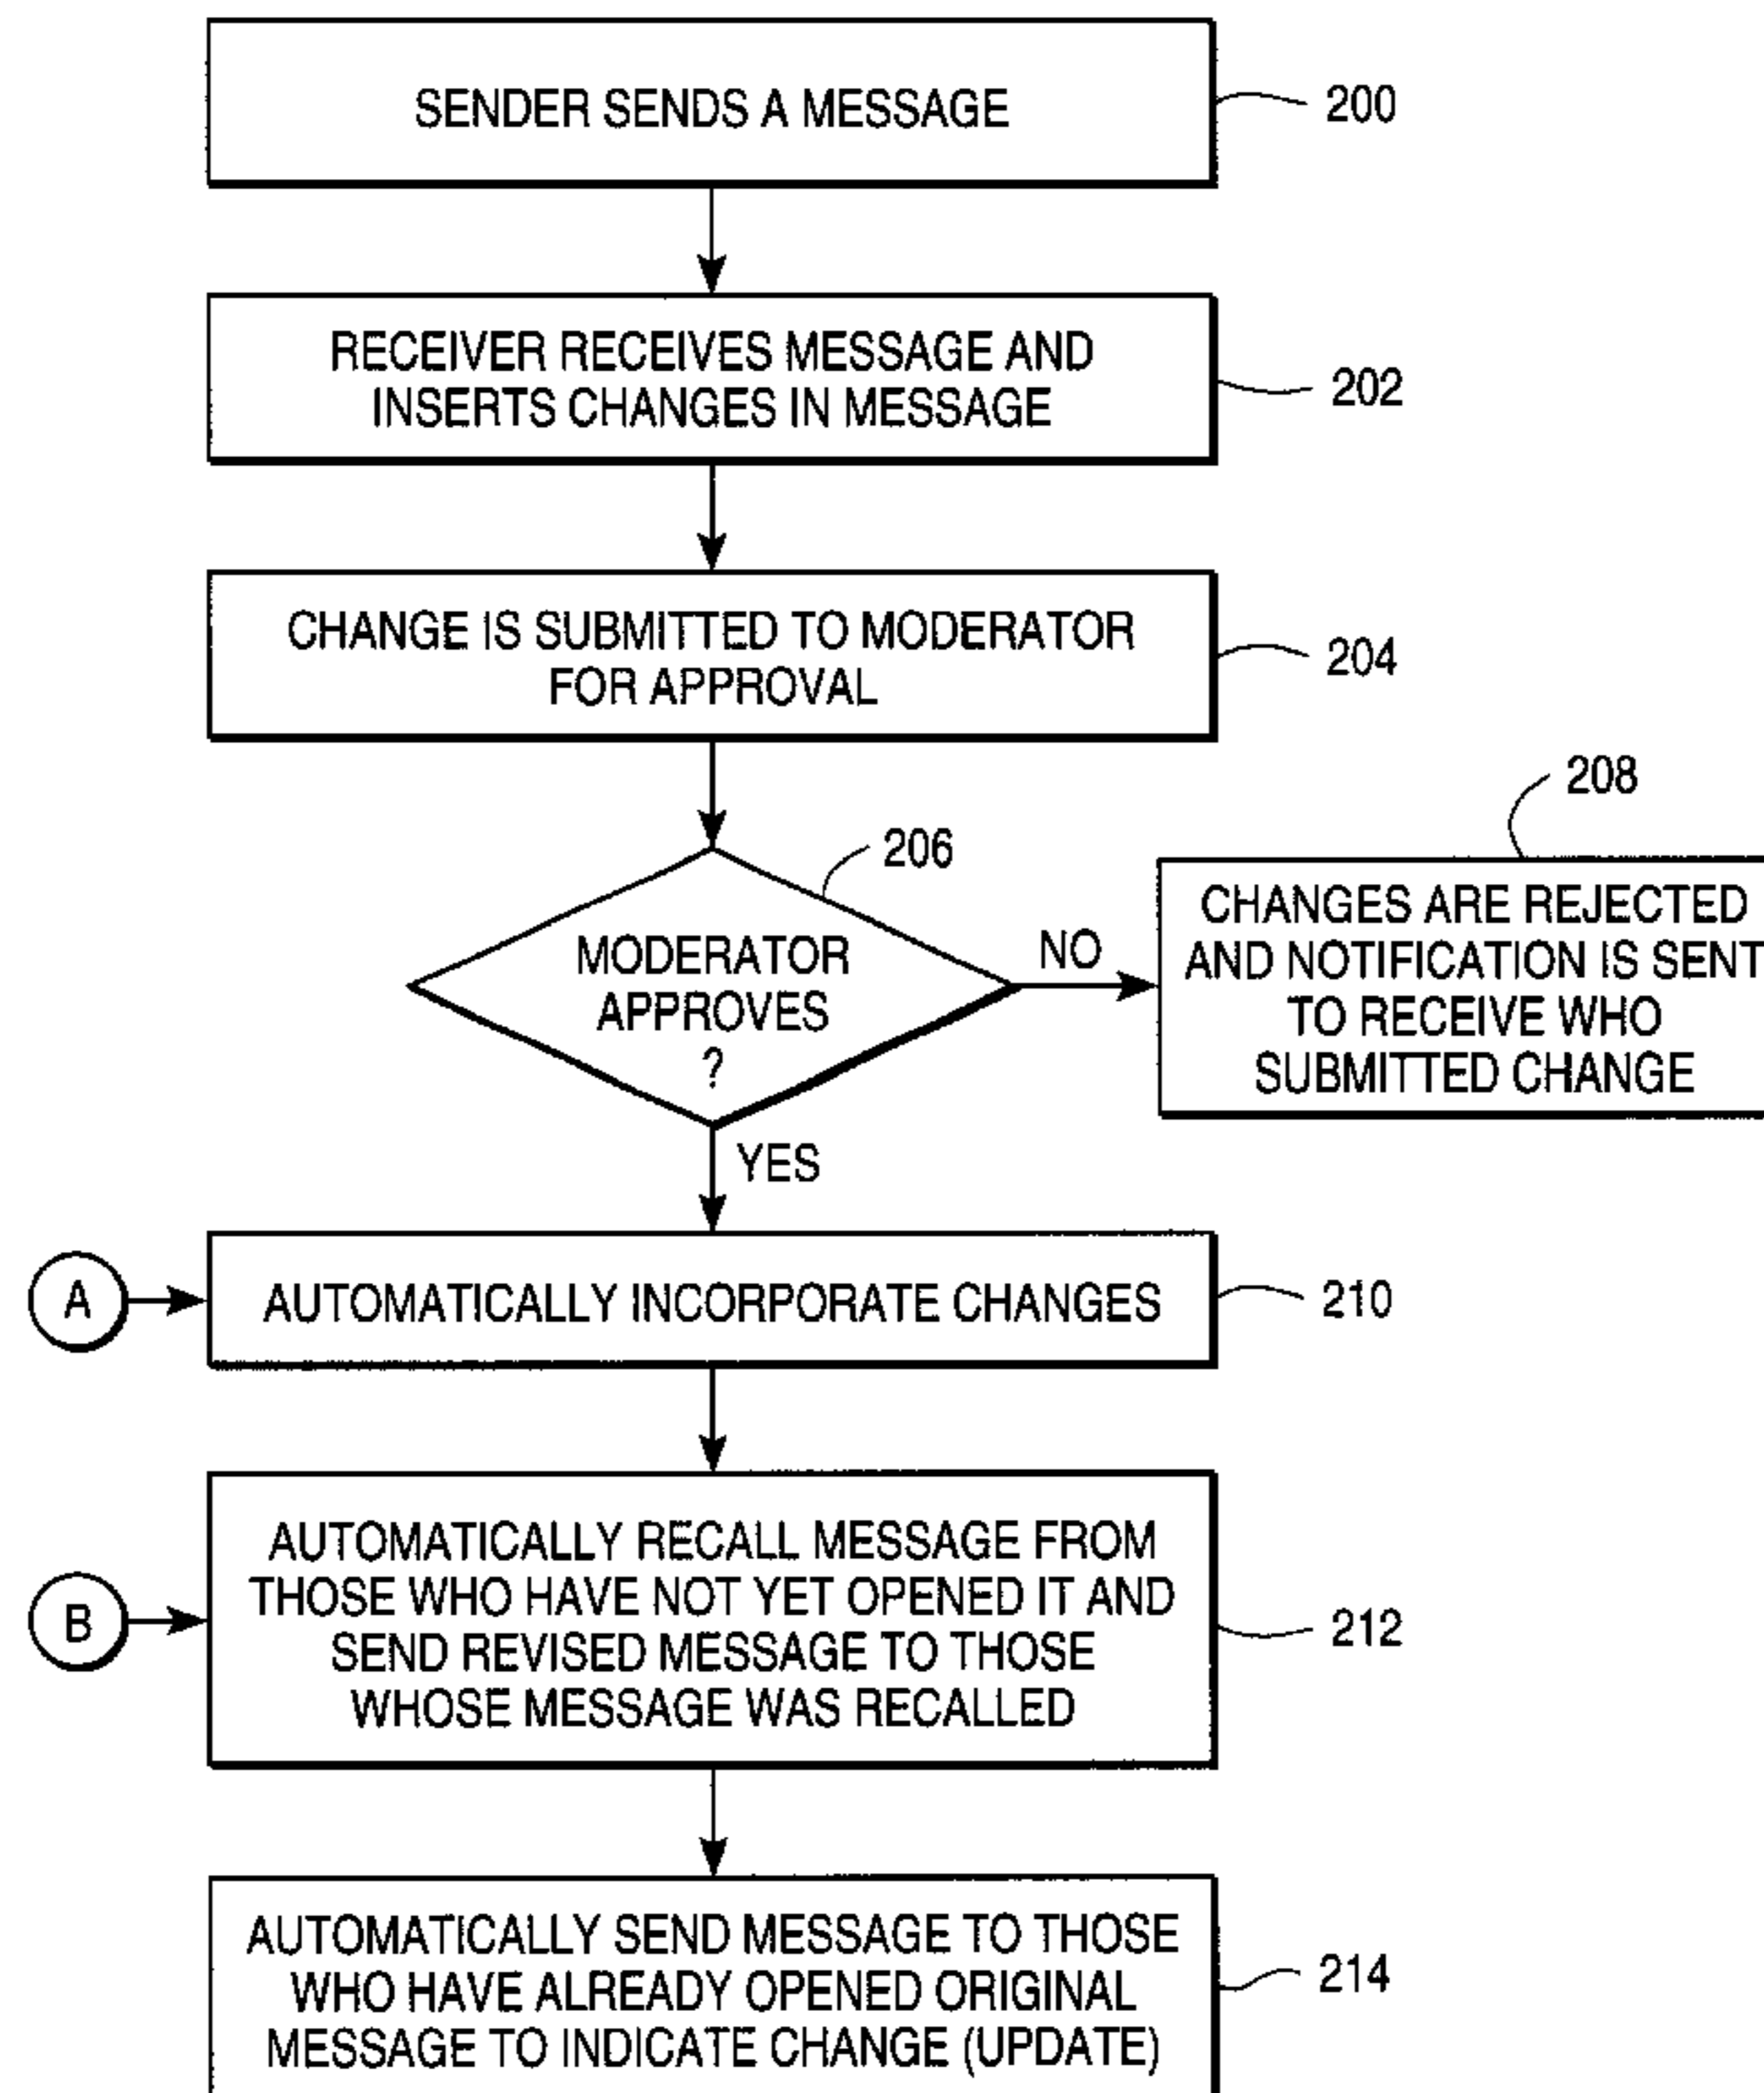 SENDER SENDS A MESSAGE
200
RECEIVER RECEIVES MESSAGE AND
INSERTS CHANGES IN MESSAGE
202
CHANGE IS SUBMITTED TO MODERATOR
FOR APPROVAL
204
206
MODERATOR
APPROVES
?
NO
208
CHANGES ARE REJECTED
AND NOTIFICATION IS SENT
TO RECEIVE WHO
SUBMITTED CHANGE
YES
A
AUTOMATICALLY INCORPORATE CHANGES
210
B
AUTOMATICALLY RECALL MESSAGE FROM
THOSE WHO HAVE NOT YET OPENED IT AND
SEND REVISED MESSAGE TO THOSE
WHOSE MESSAGE WAS RECALLED
212
AUTOMATICALLY SEND MESSAGE TO THOSE
WHO HAVE ALREADY OPENED ORIGINAL
MESSAGE TO INDICATE CHANGE (UPDATE)
214